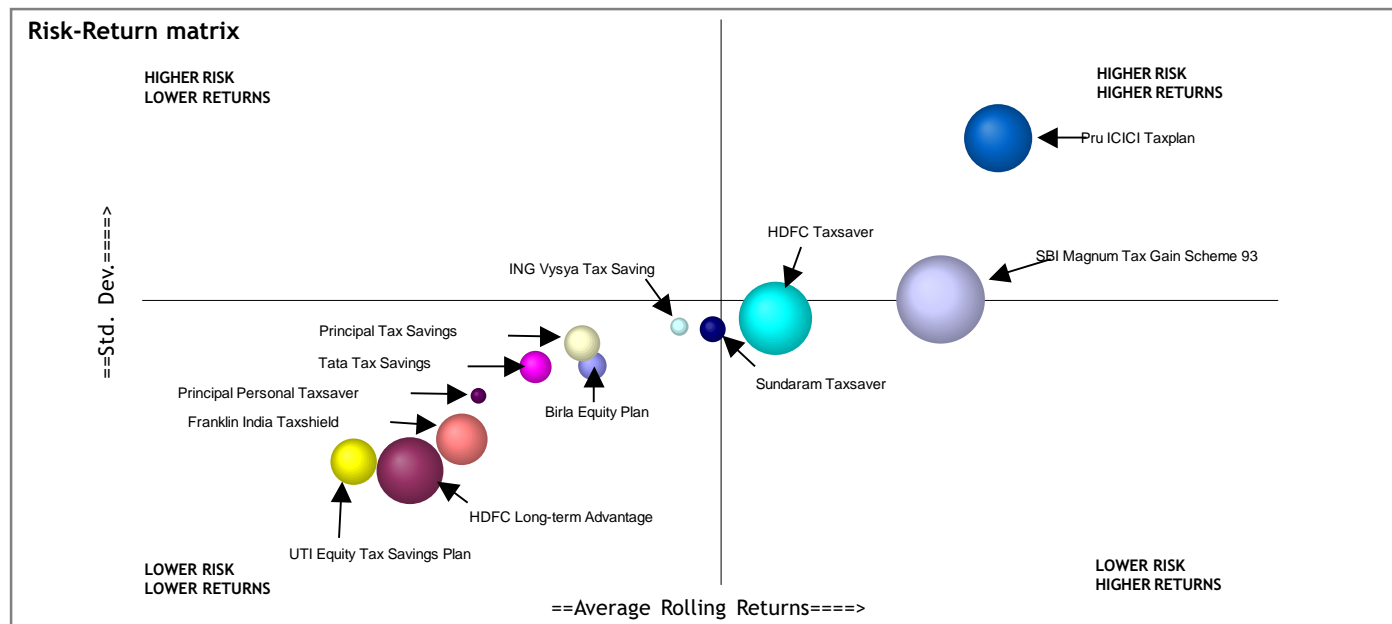 Risk-Return matrix
HIGHER RISK
LOWER RETURNS
HIGHER RISK
HIGHER RETURNS
Pru ICICI Taxplan
HDFC Taxsaver
SBI Magnum Tax Gain Scheme 93
ING Vysya Tax Saving
==Std. Dev.====>
Principal Tax Savings
Tata Tax Savings
Sundaram Taxsaver
Principal Personal Taxsaver
Birla Equity Plan
Franklin India Taxshield
HDFC Long-term Advantage
UTI Equity Tax Savings Plan
LOWER RISK
LOWER RETURNS
LOWER RISK
HIGHER RETURNS
==Average Rolling Returns====>